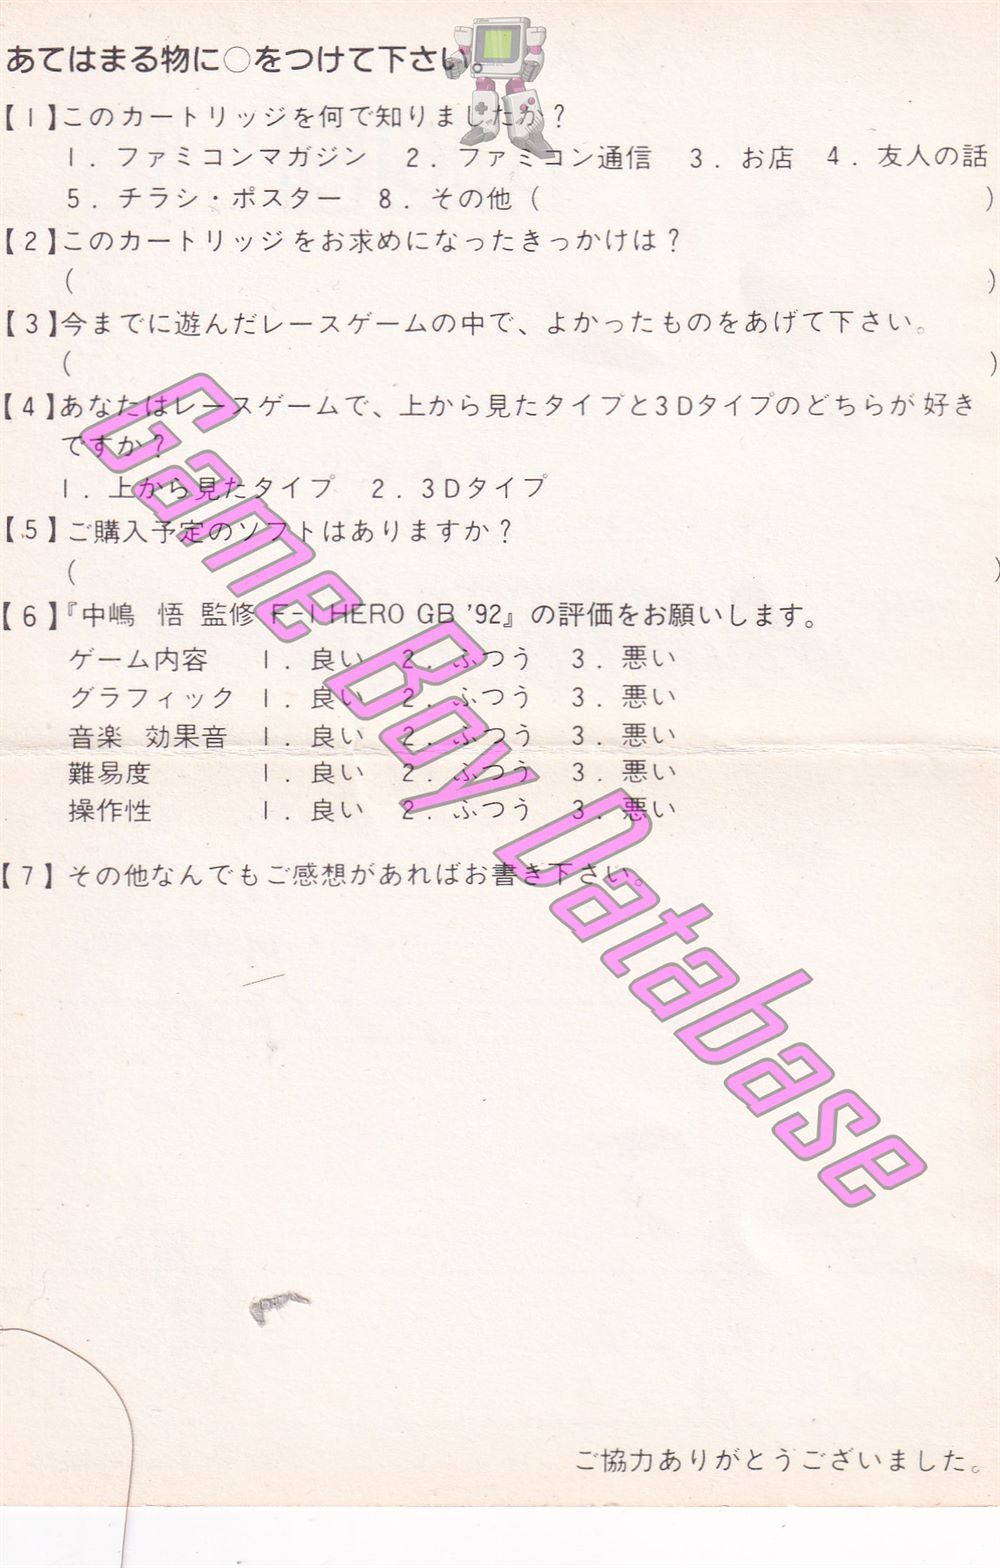 あてはまる物に○をつけて下さい。
【1】このカートリッジを何で知りましたか？
1．ファミコンマガジン　2．ファミコン通信　3．お店　4．友人の話
5．チラシ・ポスター　8．その他（　　　）
【2】このカートリッジをお求めになったきっかけは？
（　　　）
【3】今までに遊んだレースゲームの中で、よかったものをあげて下さい。
（　　　）
【4】あなたはレースゲームで、上から見たタイプと3Dタイプのどちらが好き
ですか？
1．上から見たタイプ　2．3Dタイプ
【5】ご購入予定のソフトはありますか？
（　　　）
【6】『中嶋　悟 監修 F-1 HERO GB '92』の評価をお願いします。
ゲーム内容　1．良い　2．ふつう　3．悪い
グラフィック　1．良い　2．ふつう　3．悪い
音楽　効果音　1．良い　2．ふつう　3．悪い
難易度　1．良い　2．ふつう　3．悪い
操作性　1．良い　2．ふつう　3．悪い
【7】その他なんでもご感想があればお書き下さい。
Game Boy Database
ご協力ありがとうございました。